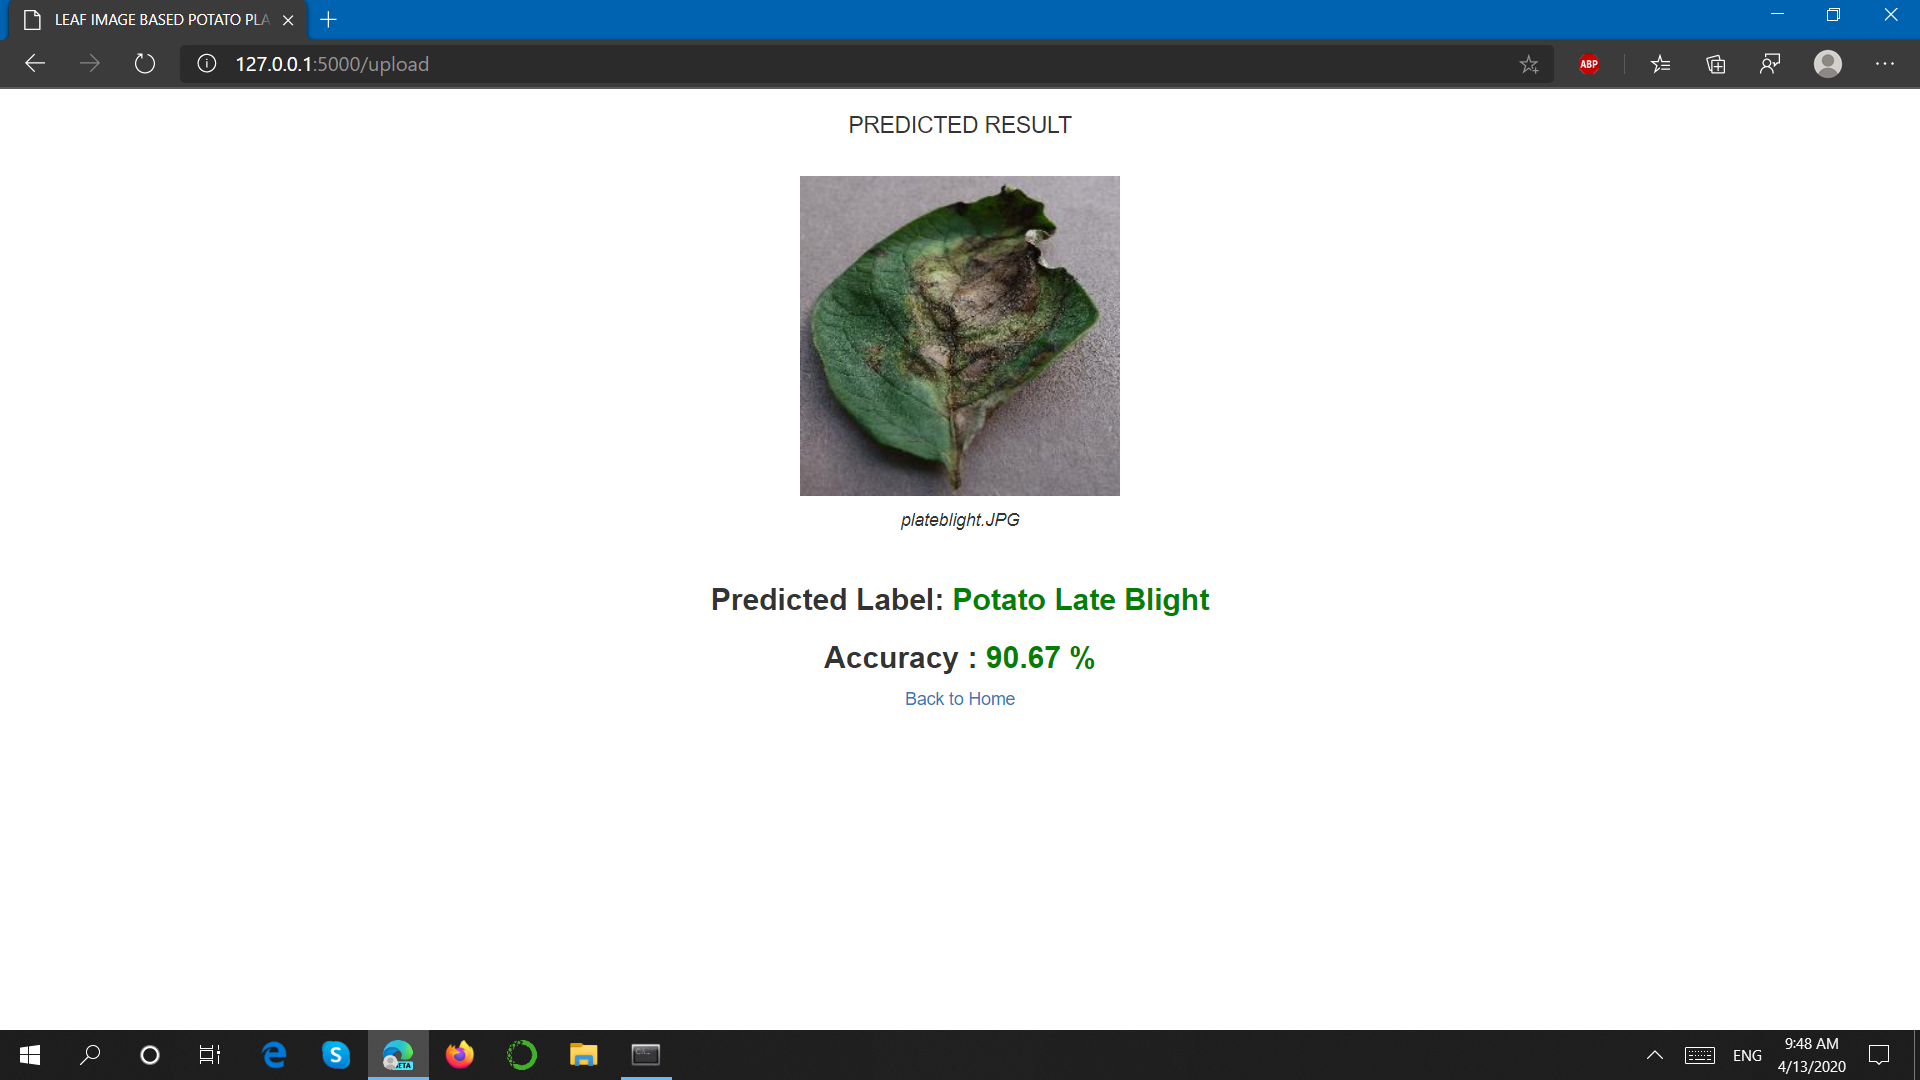 LEAF IMAGE BASED POTATO PLA
127.0.0.1:5000/upload
ABP
PREDICTED RESULT
plateblight.JPG
Predicted Label: Potato Late Blight
Accuracy : 90.67 %
Back to Home
BETA
ENG
9:48 AM
4/13/2020